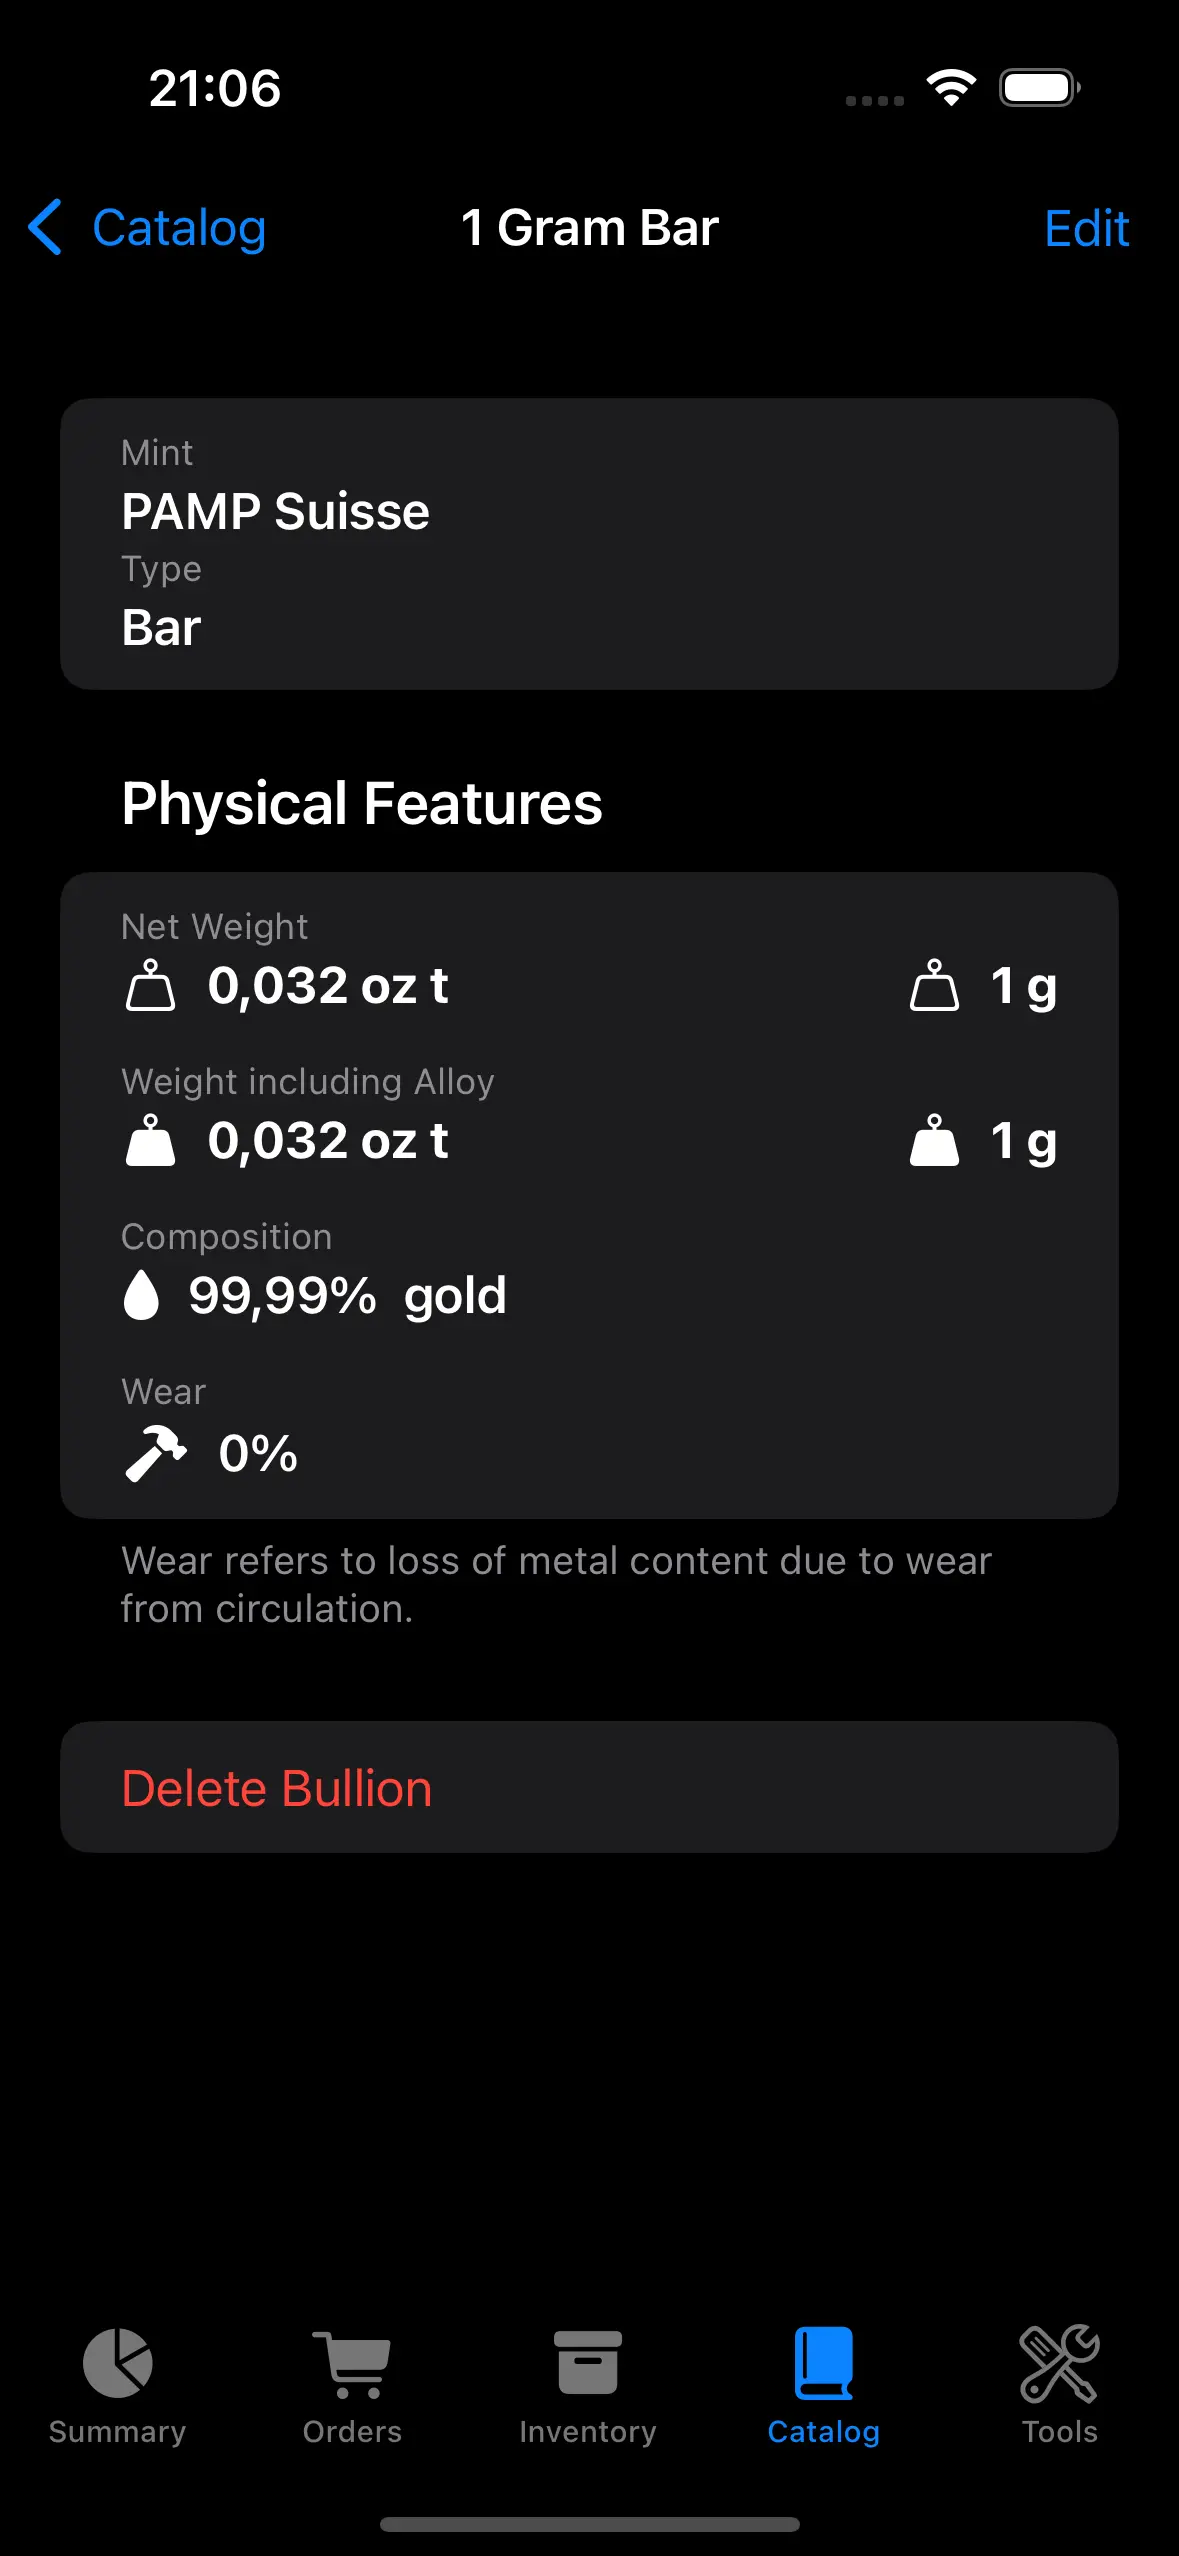 21:06
Catalog
1 Gram Bar
Edit
Mint
PAMP Suisse
Type
Bar
Physical Features
Net Weight
0,032 oz t
1 g
Weight including Alloy
0,032 oz t
1 g
Composition
99,99% gold
Wear
0%
Wear refers to loss of metal content due to wear
from circulation.
Delete Bullion
Summary
Orders
Inventory
Catalog
Tools